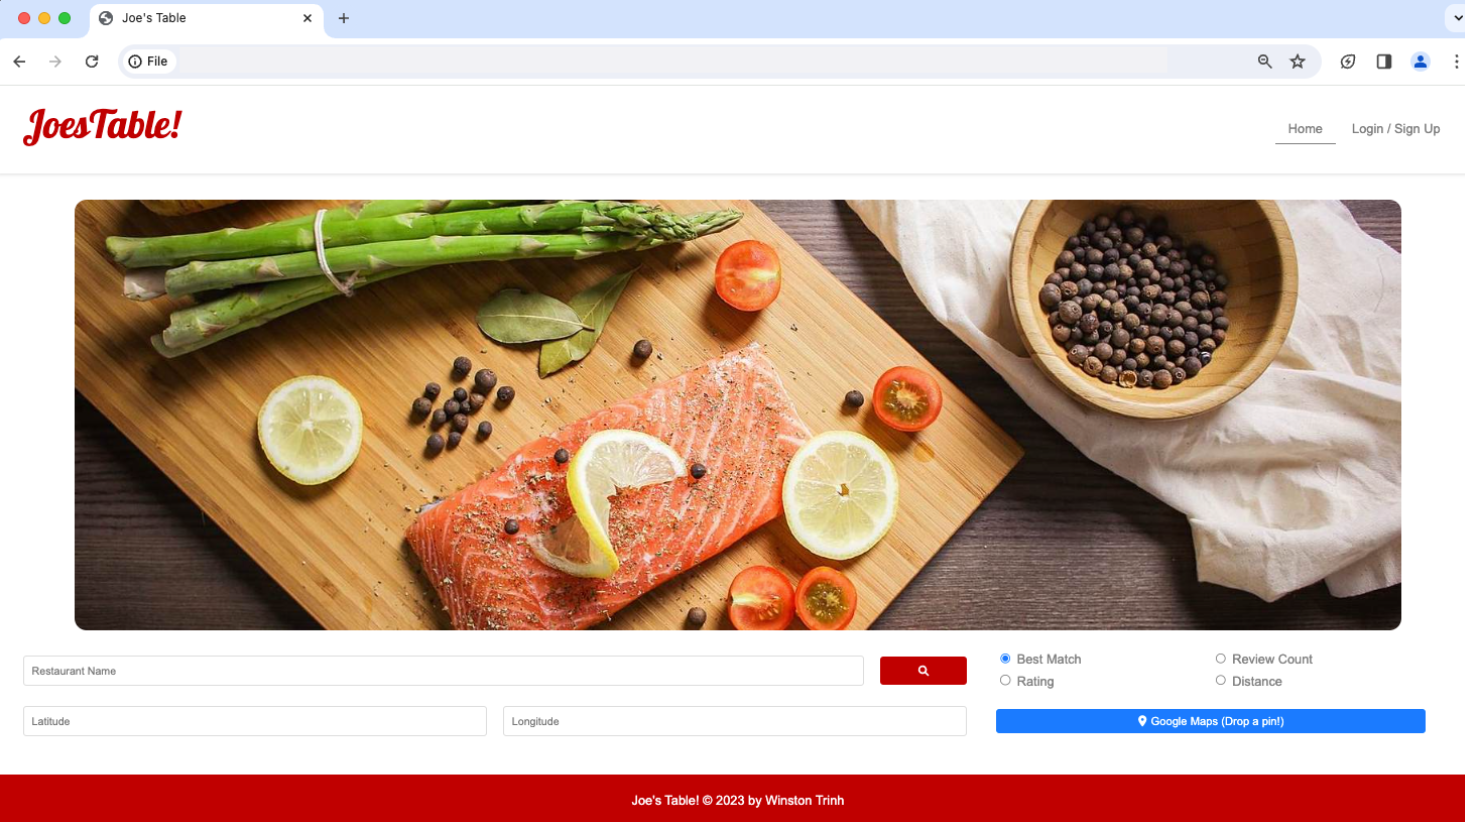 Joe's Table
File
JoesTable!
Home
Login / Sign Up
Restaurant Name
Best Match
Review Count
Rating
Distance
Latitude
Longitude
Google Maps (Drop a pin!)
Joe's Table! © 2023 by Winston Trinh